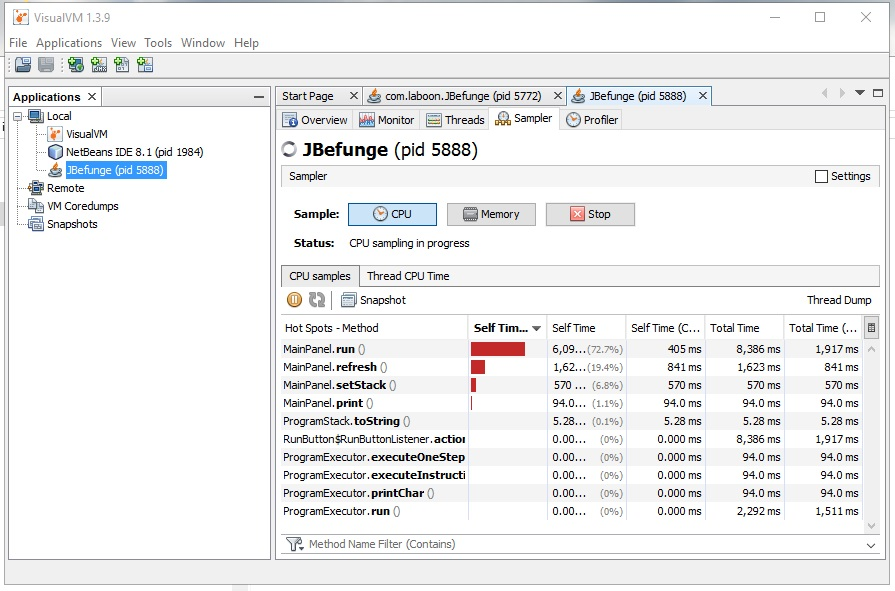 VisualVM 1.3.9
File Applications View Tools Window Help
Applications
Local
VisualVM
NetBeans IDE 8.1 (pid 1984)
JBefunge (pid 5888)
Remote
VM Coredumps
Snapshots
Start Page com.laboon.JBefunge (pid 5772) JBefunge (pid 5888)
Overview Monitor Threads Sampler Profiler
JBefunge (pid 5888)
Sampler Settings
Sample: CPU Memory Stop
Status: CPU sampling in progress
CPU samples Thread CPU Time
Snapshot Thread Dump
Hot Spots - Method Self Tim... Self Time Self Time (C... Total Time Total Time (...
MainPanel.run () 6,09... (72.7%) 405 ms 8,386 ms 1,917 ms
MainPanel.refresh () 1,62... (19.4%) 841 ms 1,623 ms 841 ms
MainPanel.setStack () 570 ... (6.8%) 570 ms 570 ms 570 ms
MainPanel.print () 94.0... (1.1%) 94.0 ms 94.0 ms 94.0 ms
ProgramStack.toString () 5.28... (0.1%) 5.28 ms 5.28 ms 5.28 ms
RunButton$RunButtonListener.action 0.00... (0%) 0.000 ms 8,386 ms 1,917 ms
ProgramExecutor.executeOneStep 0.00... (0%) 0.000 ms 94.0 ms 94.0 ms
ProgramExecutor.executeInstructi 0.00... (0%) 0.000 ms 94.0 ms 94.0 ms
ProgramExecutor.printChar () 0.00... (0%) 0.000 ms 94.0 ms 94.0 ms
ProgramExecutor.run () 0.00... (0%) 0.000 ms 2,292 ms 1,511 ms
Method Name Filter (Contains)